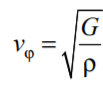 v_φ = √(G/ρ)